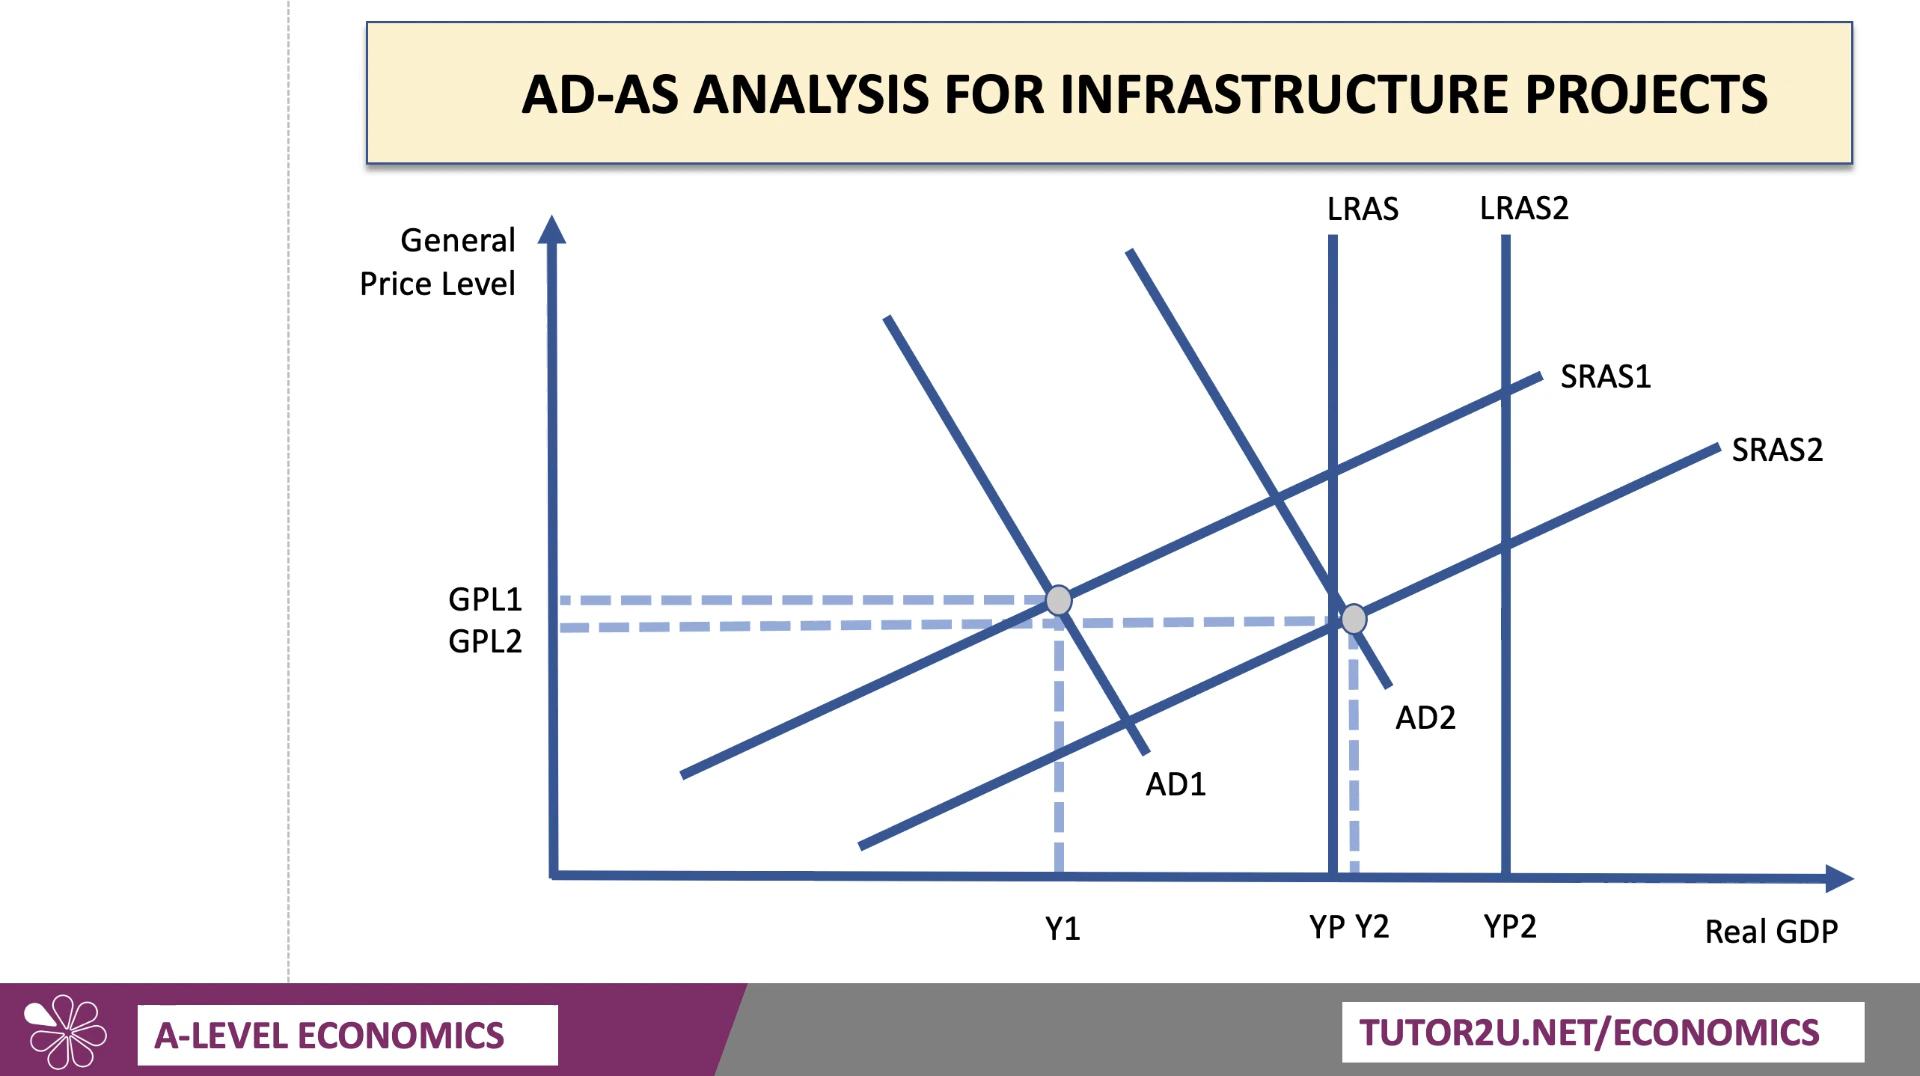 AD-AS ANALYSIS FOR INFRASTRUCTURE PROJECTS
General
Price Level
LRAS
LRAS2
SRAS1
SRAS2
GPL1
GPL2
AD2
AD1
Y1
YP Y2
YP2
Real GDP
A-LEVEL ECONOMICS
TUTOR2U.NET/ECONOMICS